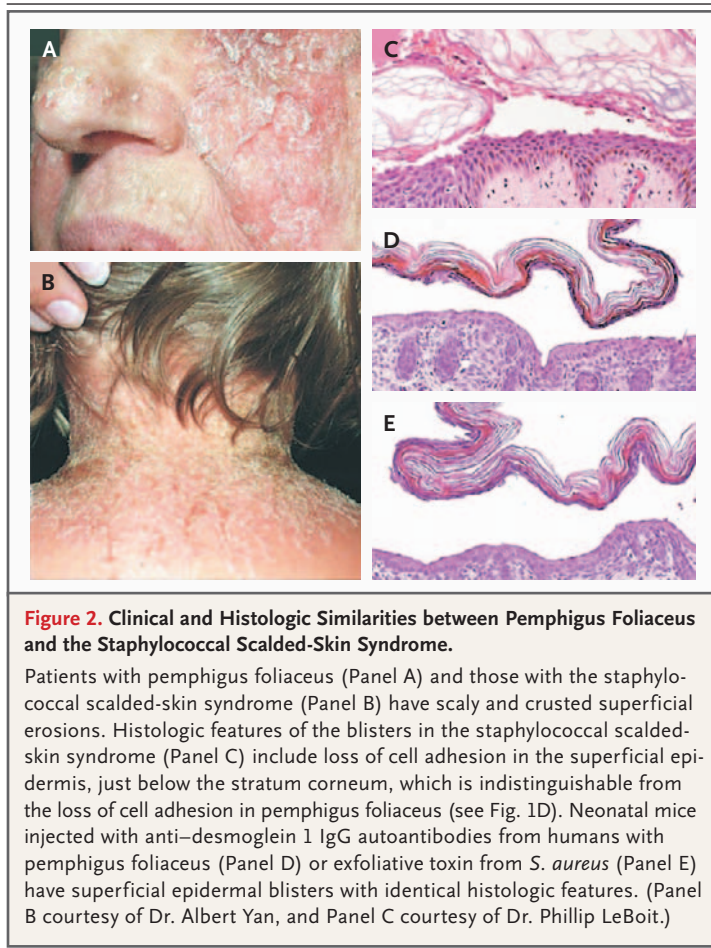 A
B
C
D
E
Figure 2. Clinical and Histologic Similarities between Pemphigus Foliaceus
and the Staphylococcal Scalded-Skin Syndrome.
Patients with pemphigus foliaceus (Panel A) and those with the staphylo-
coccal scalded-skin syndrome (Panel B) have scaly and crusted superficial
erosions. Histologic features of the blisters in the staphylococcal scalded-
skin syndrome (Panel C) include loss of cell adhesion in the superficial epi-
dermis, just below the stratum corneum, which is indistinguishable from
the loss of cell adhesion in pemphigus foliaceus (see Fig. 1D). Neonatal mice
injected with anti–desmoglein 1 IgG autoantibodies from humans with
pemphigus foliaceus (Panel D) or exfoliative toxin from S. aureus (Panel E)
have superficial epidermal blisters with identical histologic features. (Panel
B courtesy of Dr. Albert Yan, and Panel C courtesy of Dr. Phillip LeBoit.)